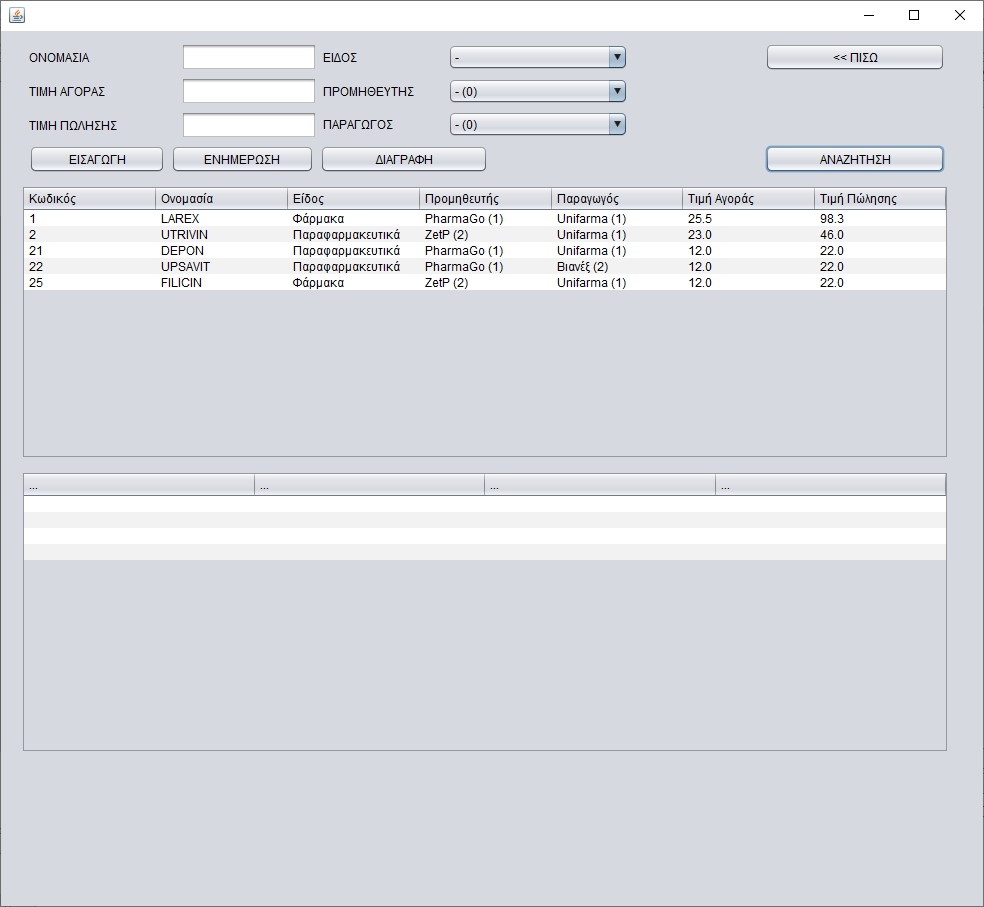 ΟΝΟΜΑΣΙΑ ΕΙΔΟΣ - << ΠΙΣΩ
ΤΙΜΗ ΑΓΟΡΑΣ ΠΡΟΜΗΘΕΥΤΗΣ - (0)
ΤΙΜΗ ΠΩΛΗΣΗΣ ΠΑΡΑΓΩΓΟΣ - (0)
ΕΙΣΑΓΩΓΗ ΕΝΗΜΕΡΩΣΗ ΔΙΑΓΡΑΦΗ ΑΝΑΖΗΤΗΣΗ
Κωδικός Ονομασία Είδος Προμηθευτής Παραγωγός Τιμή Αγοράς Τιμή Πώλησης
1 LAREX Φάρμακα PharmaGo (1) Unifarma (1) 25.5 98.3
2 UTRIVIN Παραφαρμακευτικά ZetP (2) Unifarma (1) 23.0 46.0
21 DEPON Παραφαρμακευτικά PharmaGo (1) Unifarma (1) 12.0 22.0
22 UPSAVIT Παραφαρμακευτικά PharmaGo (1) Βιανέξ (2) 12.0 22.0
25 FILICIN Φάρμακα ZetP (2) Unifarma (1) 12.0 22.0
... ... ... ...